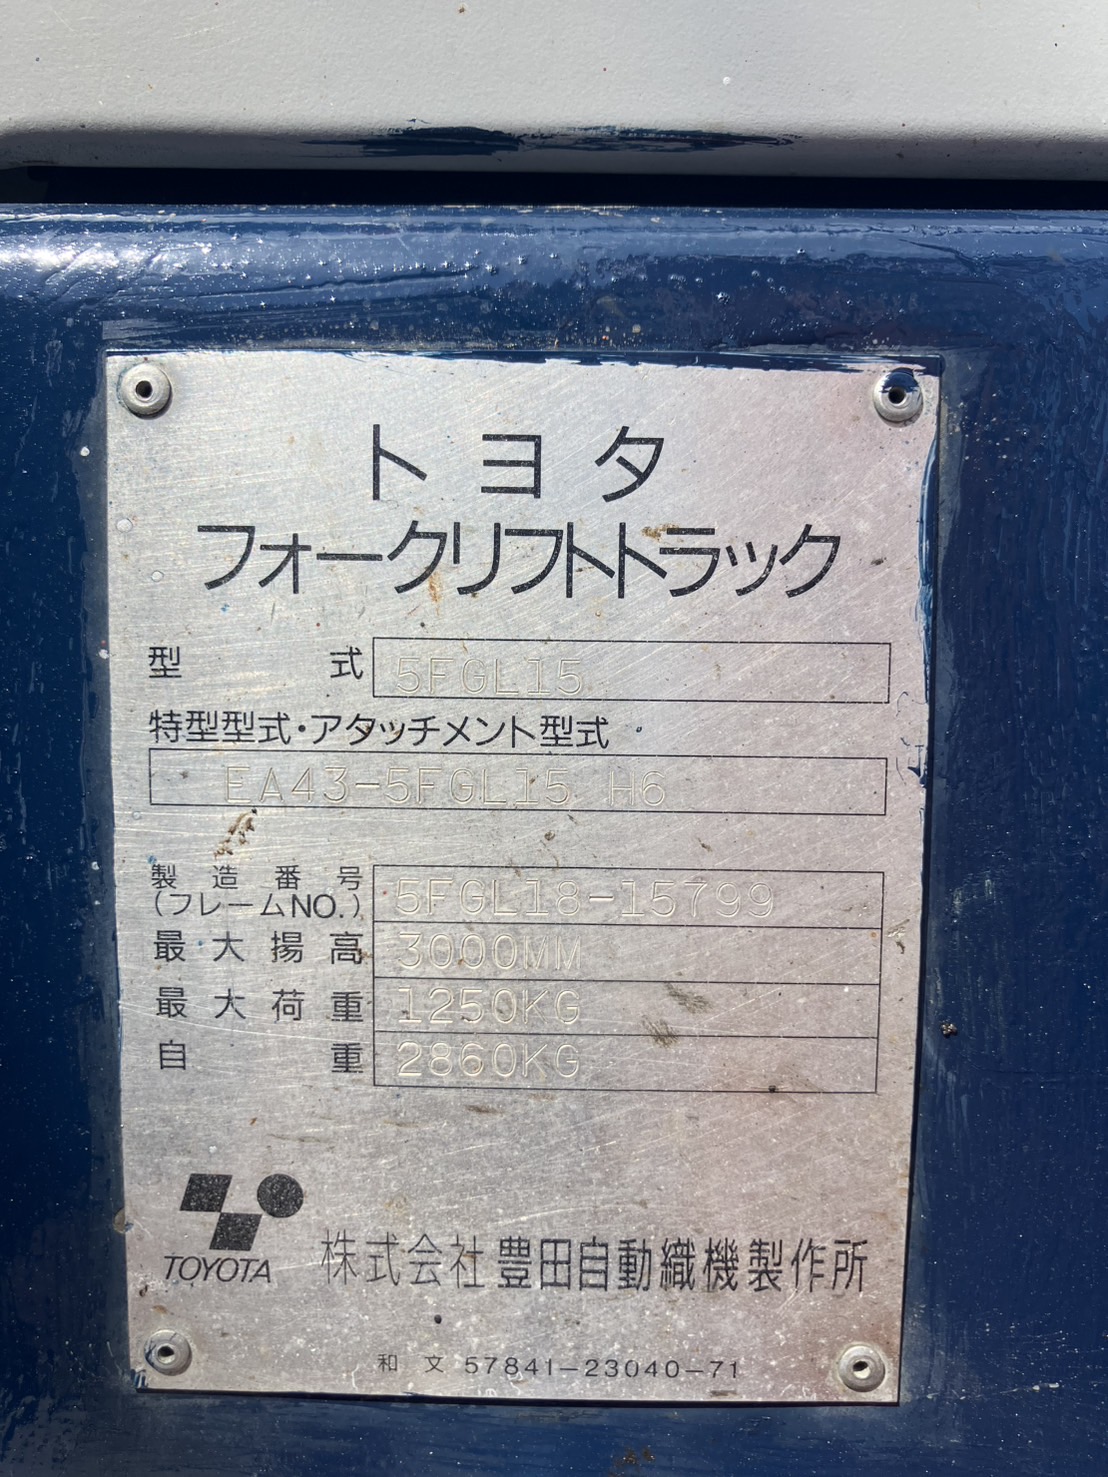 トヨタ
フォークリフトトラック
型式 5FGL15
特型型式・アタッチメント型式
EA43-5FGL15 H6
製造番号
(フレームNO.) 5FGL18-15799
最大揚高 3000MM
最大荷重 1250KG
自重 2860KG
TOYOTA 株式会社 豊田自動織機製作所
和文 57841-23040-71